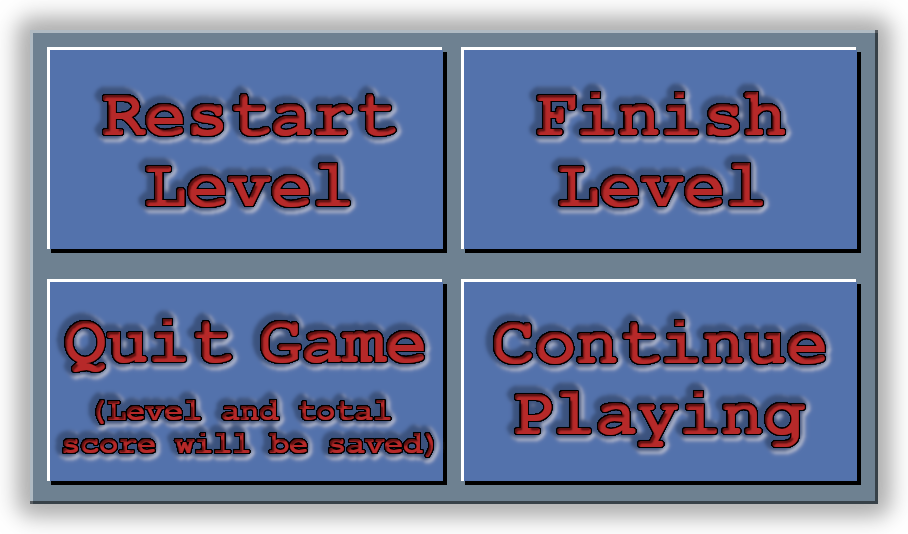 Restart
Level
Finish
Level
Quit Game
(Level and total
score will be saved)
Continue
Playing